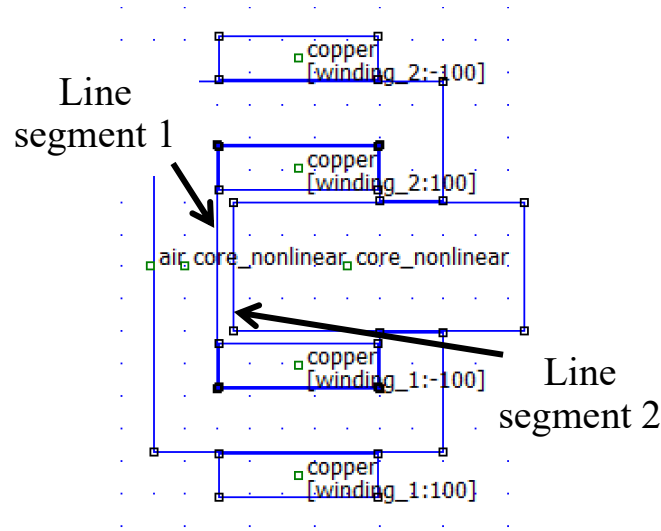 copper
[winding_2:-100]
Line
segment 1
copper
[winding_2:100]
air core_nonlinear core_nonlinear
copper
[winding_1:-100]
Line
segment 2
copper
[winding_1:100]